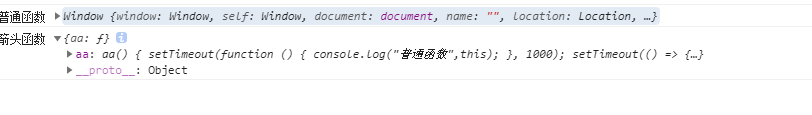 普通函数 ▶Window {window: Window, self: Window, document: document, name: "", location: Location, …}
箭头函数 ▼{aa: ƒ} i
▶aa: aa() { setTimeout(function () { console.log("普通函数",this); }, 1000); setTimeout(() => {…}
▶__proto__: Object